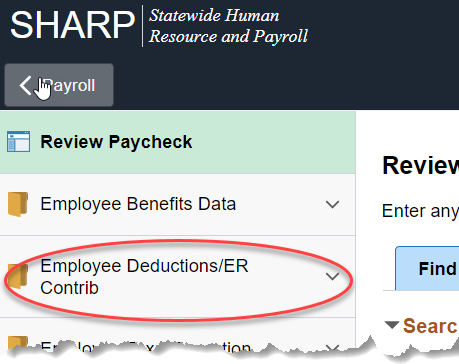 SHARP
Statewide Human
Resource and Payroll
Payroll
Review Paycheck
Employee Benefits Data
Employee Deductions/ER
Contrib
Review
Enter any
Find
Searc